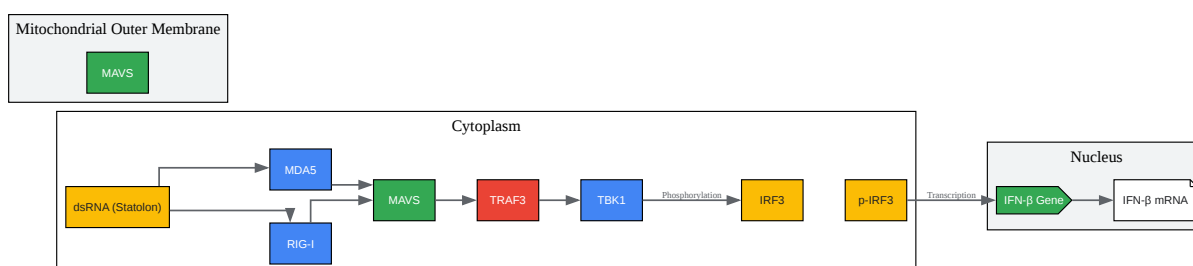 Mitochondrial Outer Membrane
MAVS
Cytoplasm
dsRNA (Statolon)
MDA5
RIG-I
MAVS
TRAF3
TBK1
Phosphorylation
IRF3
p-IRF3
Transcription
Nucleus
IFN-β Gene
IFN-β mRNA